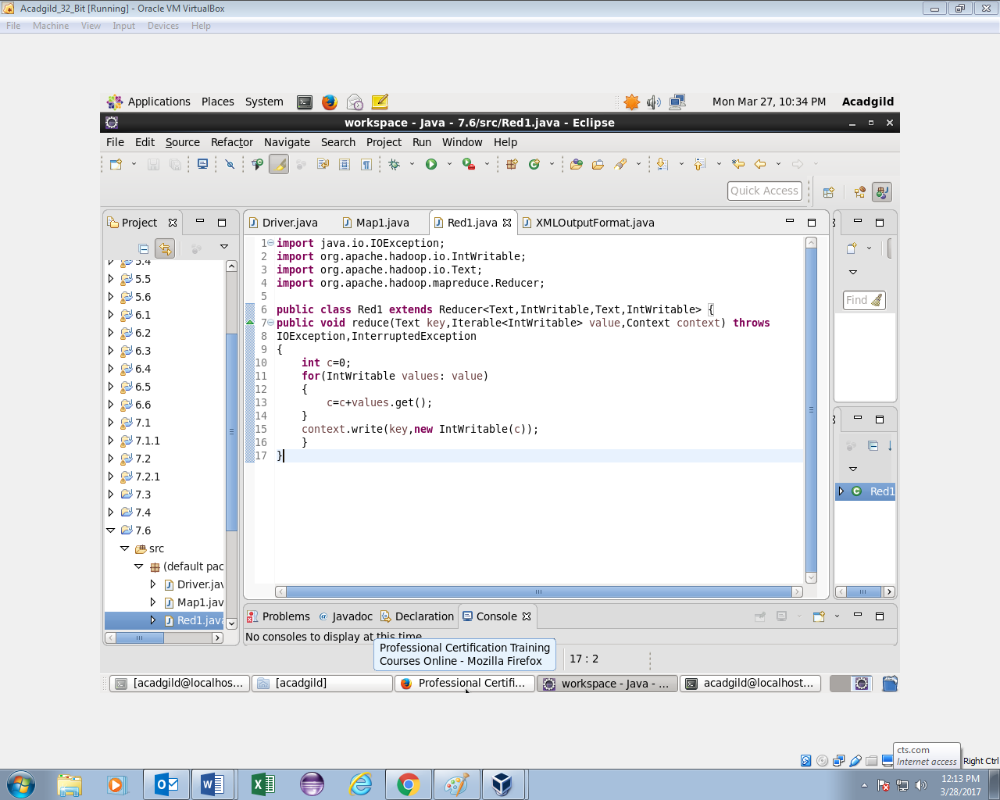 Acadgild_32_Bit [Running] - Oracle VM VirtualBox
File Machine View Input Devices Help
Applications Places System Mon Mar 27, 10:34 PM Acadgild
workspace - Java - 7.6/src/Red1.java - Eclipse
File Edit Source Refactor Navigate Search Project Run Window Help
Quick Access
Project
Driver.java Map1.java Red1.java XMLOutputFormat.java
5.4
5.5
5.6
6.1
6.2
6.3
6.4
6.5
6.6
7.1
7.1.1
7.2
7.2.1
7.3
7.4
7.6
src
(default pac
Driver.jav
Map1.jav
Red1.java
1 import java.io.IOException;
2 import org.apache.hadoop.io.IntWritable;
3 import org.apache.hadoop.io.Text;
4 import org.apache.hadoop.mapreduce.Reducer;
5
6 public class Red1 extends Reducer<Text,IntWritable,Text,IntWritable> {
7 public void reduce(Text key,Iterable<IntWritable> value,Context context) throws
8 IOException,InterruptedException
9 {
10 int c=0;
11 for(IntWritable values: value)
12 {
13 c=c+values.get();
14 }
15 context.write(key,new IntWritable(c));
16 }
17 }
Find
Red1
Problems Javadoc Declaration Console
No consoles to display at this time.
Professional Certification Training
Courses Online - Mozilla Firefox
17 : 2
[acadgild@localhos... [acadgild] Professional Certifi... workspace - Java - ... acadgild@localhost...
cts.com
Internet access
Right Ctrl
12:13 PM
3/28/2017